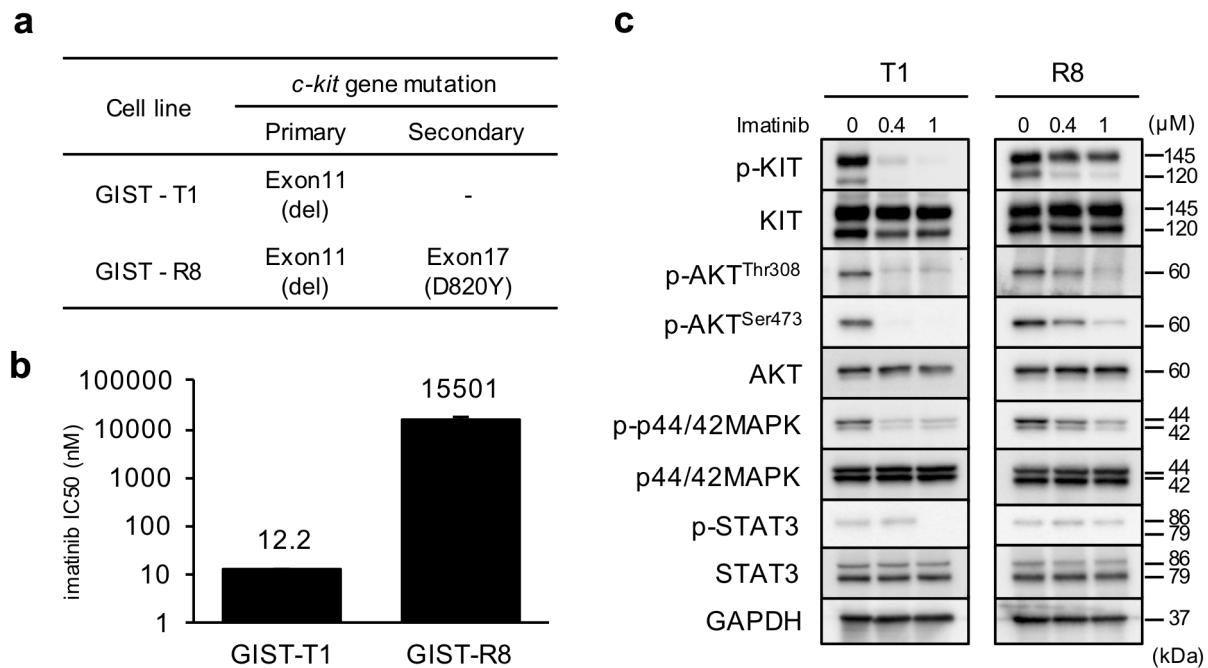 a
c-kit gene mutation
Cell line
Primary Secondary
Exon11
GIST - T1 -
(del)
Exon11 Exon17
GIST - R8
(del) (D820Y)
b
imatinib IC50 (nM)
100000
10000
1000
100
10
1
12.2
15501
GIST-T1 GIST-R8
c
T1 R8
Imatinib 0 0.4 1 0 0.4 1 (µM)
p-KIT 145
120
KIT 145
120
p-AKTThr308 60
p-AKTSer473 60
AKT 60
p-p44/42MAPK 44
42
p44/42MAPK 44
42
p-STAT3 86
79
STAT3 86
79
GAPDH 37
(kDa)